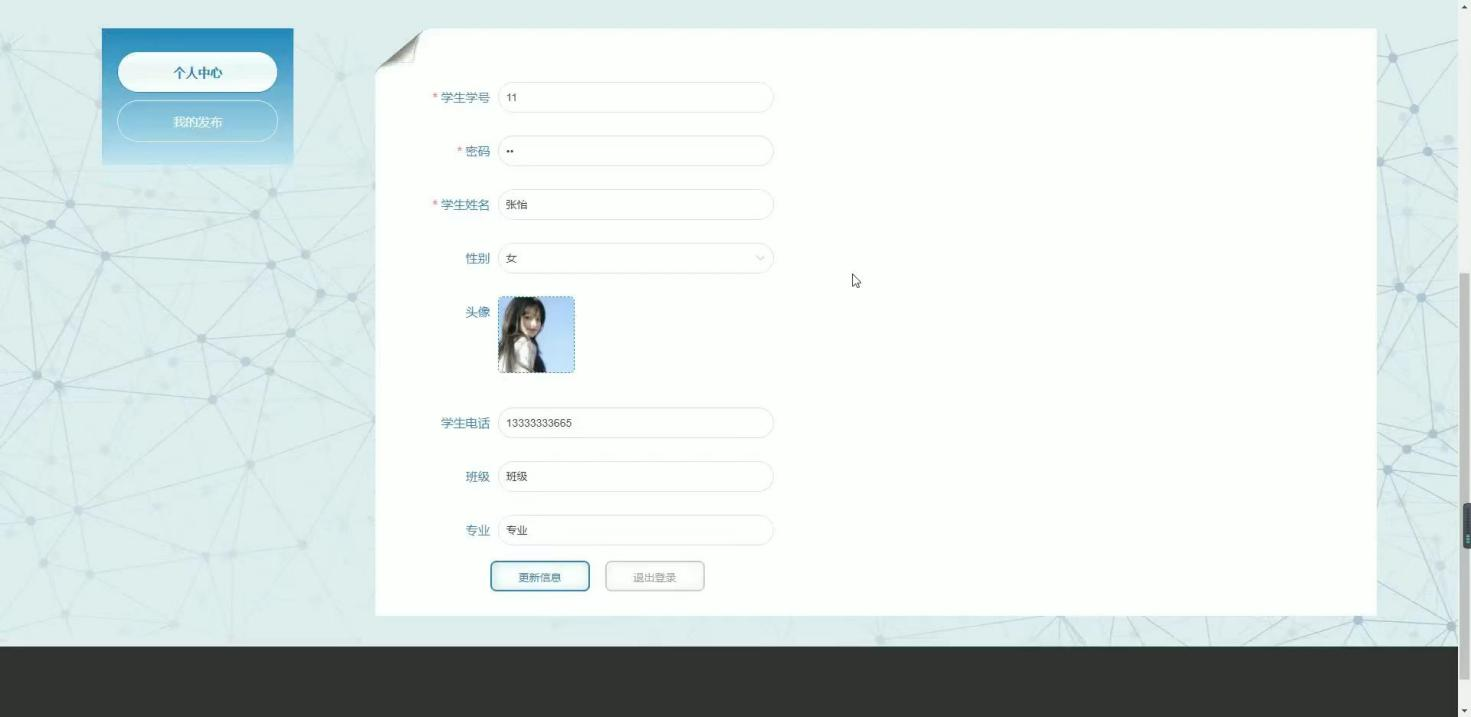 个人中心
我的发布
* 学生学号 11
* 密码 ••
* 学生姓名 张怡
性别 女
头像
学生电话 13333333665
班级 班级
专业 专业
更新信息 退出登录